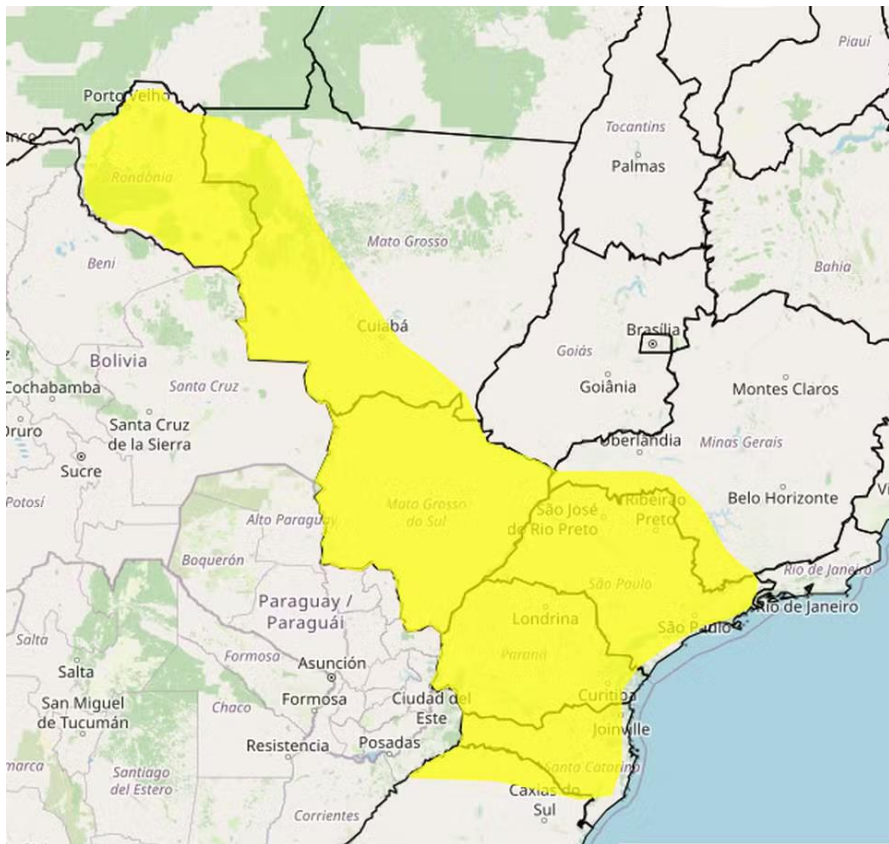 Piauí
Porto Velho
Tocantins
Palmas
Rondônia
Mato Grosso
Beni
Bahia
Cuiabá
Brasília
Goiás
Bolivia
Cochabamba
Santa Cruz
Goiânia
Montes Claros
Oruro
Santa Cruz
de la Sierra
Uberlândia
Minas Gerais
Sucre
Potosí
Mato Grosso
do Sul
Ribeirão
Preto
Belo Horizonte
São José
do Rio Preto
Alto Paraguay
Boquerón
Rio de Janeiro
São Paulo
Paraguay /
Paraguái
Londrina
Rio de Janeiro
São Paulo
Salta
Formosa
Paraná
Asunción
Salta
Curitiba
San Miguel
de Tucumán
Chaco
Formosa
Ciudad del
Este
Joinville
Resistencia
Posadas
Santa Catarina
Santiago
del Estero
Caxias do
Sul
Corrientes